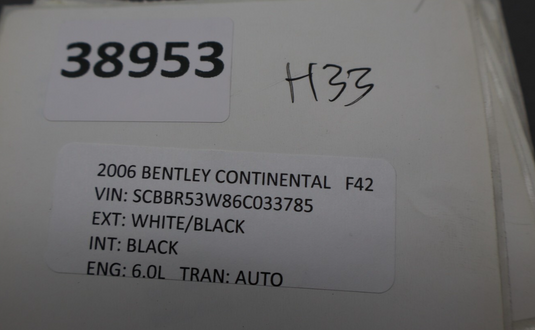 38953
H33
2006 BENTLEY CONTINENTAL F42
VIN: SCBBR53W86C033785
EXT: WHITE/BLACK
INT: BLACK
ENG: 6.0L TRAN: AUTO